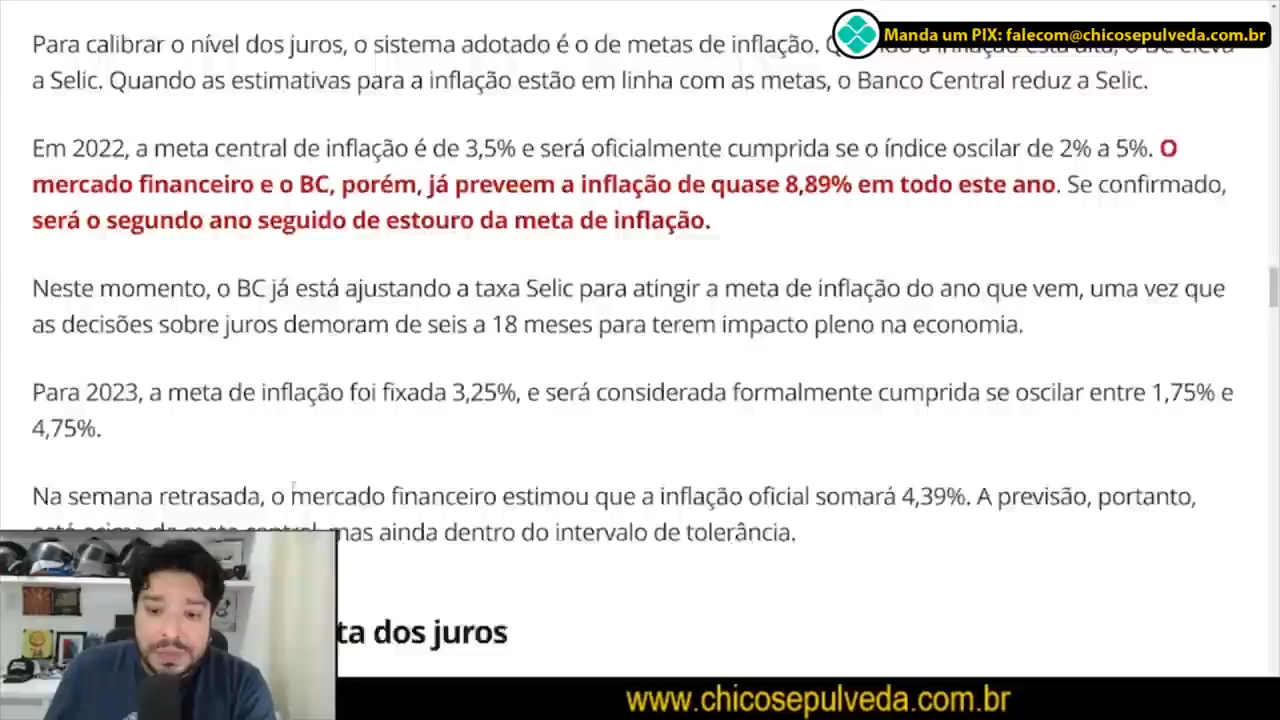 Manda um PIX: falecom@chicosepulveda.com.br
Para calibrar o nível dos juros, o sistema adotado é o de metas de inflação.
a Selic. Quando as estimativas para a inflação estão em linha com as metas, o Banco Central reduz a Selic.
Em 2022, a meta central de inflação é de 3,5% e será oficialmente cumprida se o índice oscilar de 2% a 5%. O
mercado financeiro e o BC, porém, já preveem a inflação de quase 8,89% em todo este ano. Se confirmado,
será o segundo ano seguido de estouro da meta de inflação.
Neste momento, o BC já está ajustando a taxa Selic para atingir a meta de inflação do ano que vem, uma vez que
as decisões sobre juros demoram de seis a 18 meses para terem impacto pleno na economia.
Para 2023, a meta de inflação foi fixada 3,25%, e será considerada formalmente cumprida se oscilar entre 1,75% e
4,75%.
Na semana retrasada, o mercado financeiro estimou que a inflação oficial somará 4,39%. A previsão, portanto,
mas ainda dentro do intervalo de tolerância.
ta dos juros
www.chicosepulveda.com.br